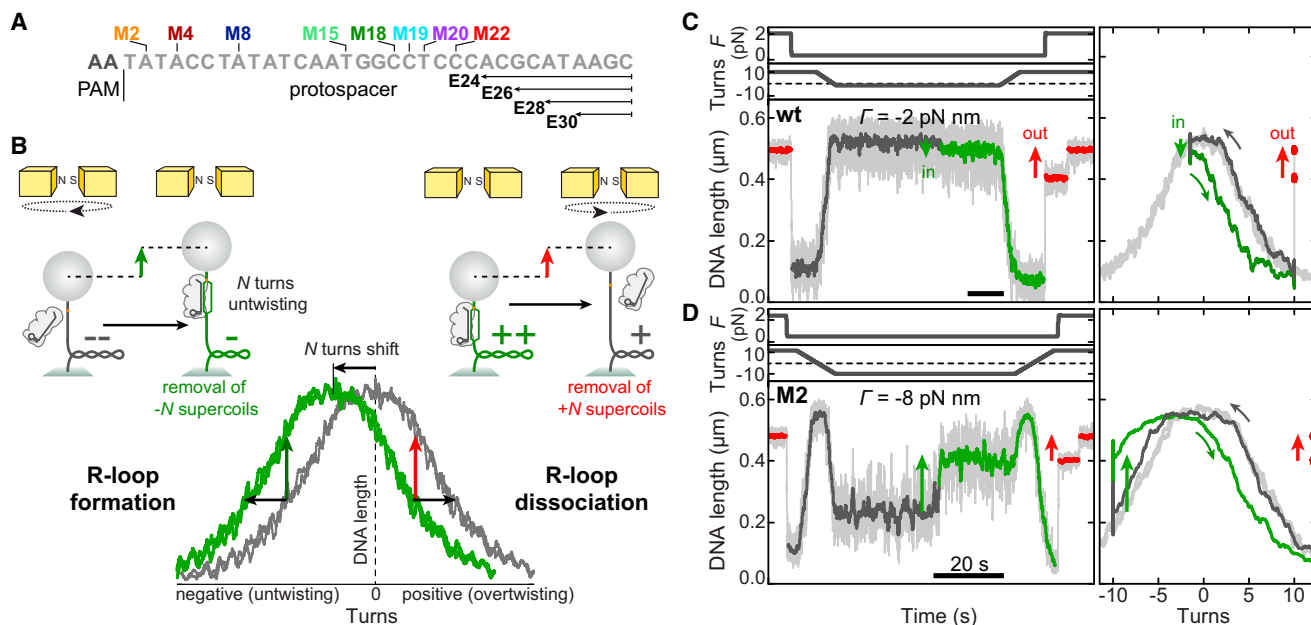 A
M2 M4 M8 M15 M18 M19 M20 M22
AATATACCTATATCAATGGCCTCCCACGCATAAGC
PAM
protospacer
E24
E26
E28
E30
B
N S
N S
N S
N S
N turns
untwisting
--
-
++
+
removal of
-N supercoils
removal of
+N supercoils
N turns shift
R-loop
formation
R-loop
dissociation
DNA length
negative (untwisting)
0
positive (overtwisting)
Turns
C
F
(pN)
2
0
Turns
10
-10
wt
Γ = -2 pN nm
DNA length (μm)
0.6
0.4
0.2
0.0
in
out
in
out
D
F
(pN)
2
0
Turns
10
-10
M2
Γ = -8 pN nm
DNA length (μm)
0.6
0.4
0.2
0.0
20 s
Time (s)
-10 -5 0 5 10
Turns